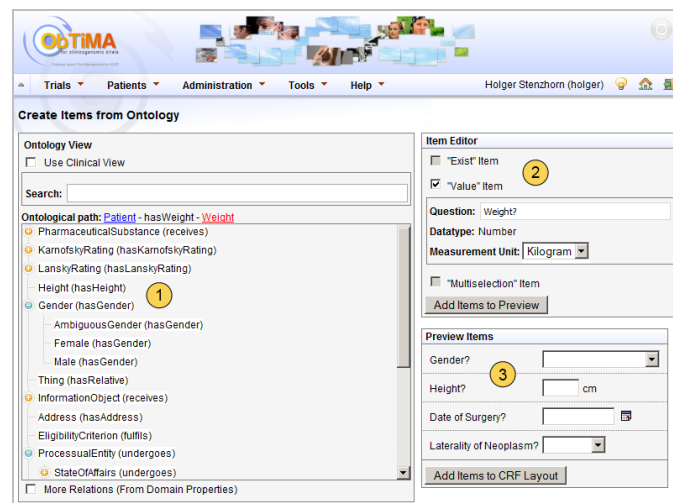 ObTiMA
for clinicogenomic trials
Trials Patients Administration Tools Help Holger Stenzhorn (holger)
Create Items from Ontology
Ontology View
Use Clinical View
Search:
Ontological path: Patient - hasWeight - Weight
PharmaceuticalSubstance (receives)
KarnofskyRating (hasKarnofskyRating)
LanskyRating (hasLanskyRating)
Height (hasHeight)
1
Gender (hasGender)
AmbiguousGender (hasGender)
Female (hasGender)
Male (hasGender)
Thing (hasRelative)
InformationObject (receives)
Address (hasAddress)
EligibilityCriterion (fulfils)
ProcessualEntity (undergoes)
StateOfAffairs (undergoes)
More Relations (From Domain Properties)
Item Editor
"Exist" Item
2
"Value" Item
Question: Weight?
Datatype: Number
Measurement Unit: Kilogram
"Multiselection" Item
Add Items to Preview
Preview Items
Gender?
3
Height? cm
Date of Surgery?
Laterality of Neoplasm?
Add Items to CRF Layout